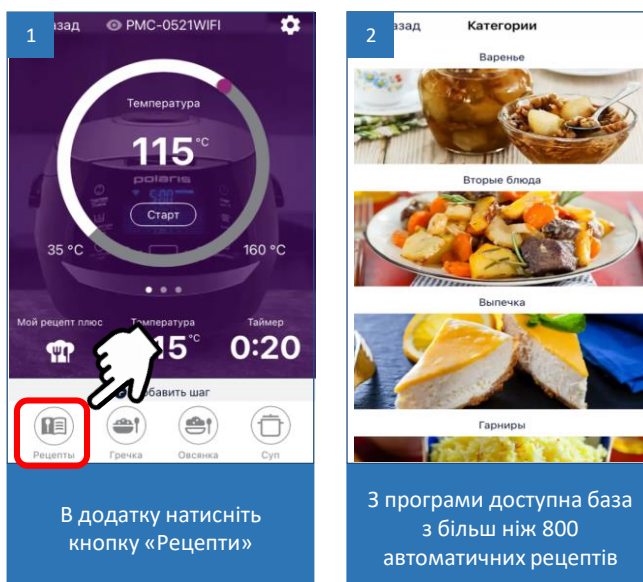 1
зад
PMC-0521WIFI
Температура
115°C
polaris
Старт
35 °C
160 °C
Мой рецепт плюс
Температура
15°C
Таймер
0:20
бавить шаг
Рецепты
Гречка
Овсянка
Суп
В додатку натисніть
кнопку «Рецепти»
2
азад
Категории
Варенье
Вторые блюда
Выпечка
Гарниры
З програми доступна база
з більш ніж 800
автоматичних рецептів